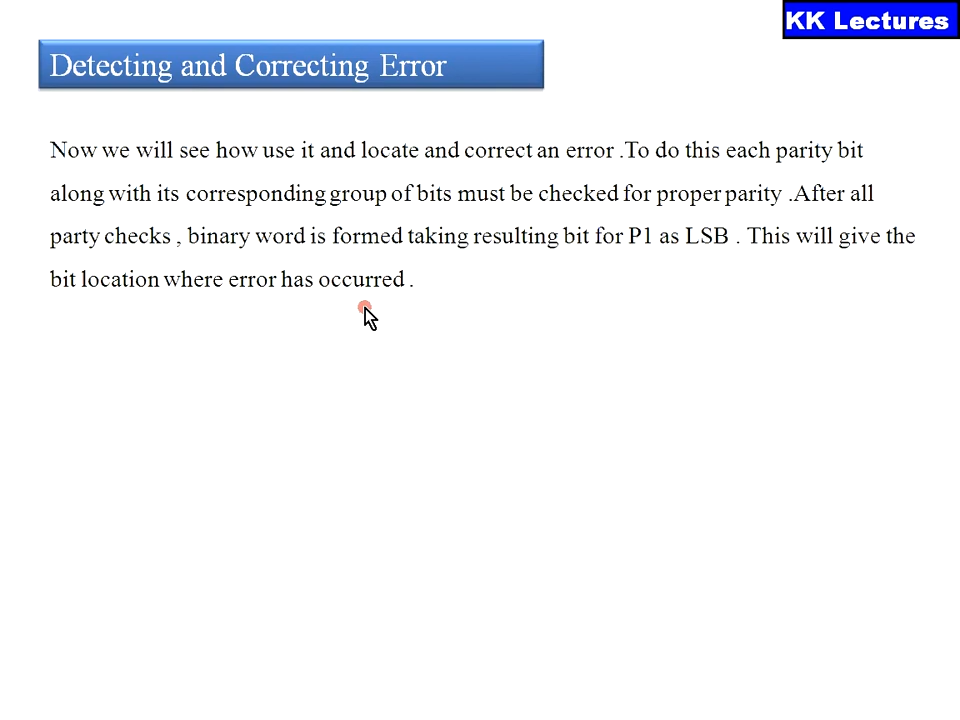 KK Lectures
Detecting and Correcting Error
Now we will see how use it and locate and correct an error .To do this each parity bit
along with its corresponding group of bits must be checked for proper parity .After all
party checks , binary word is formed taking resulting bit for P1 as LSB . This will give the
bit location where error has occurred .